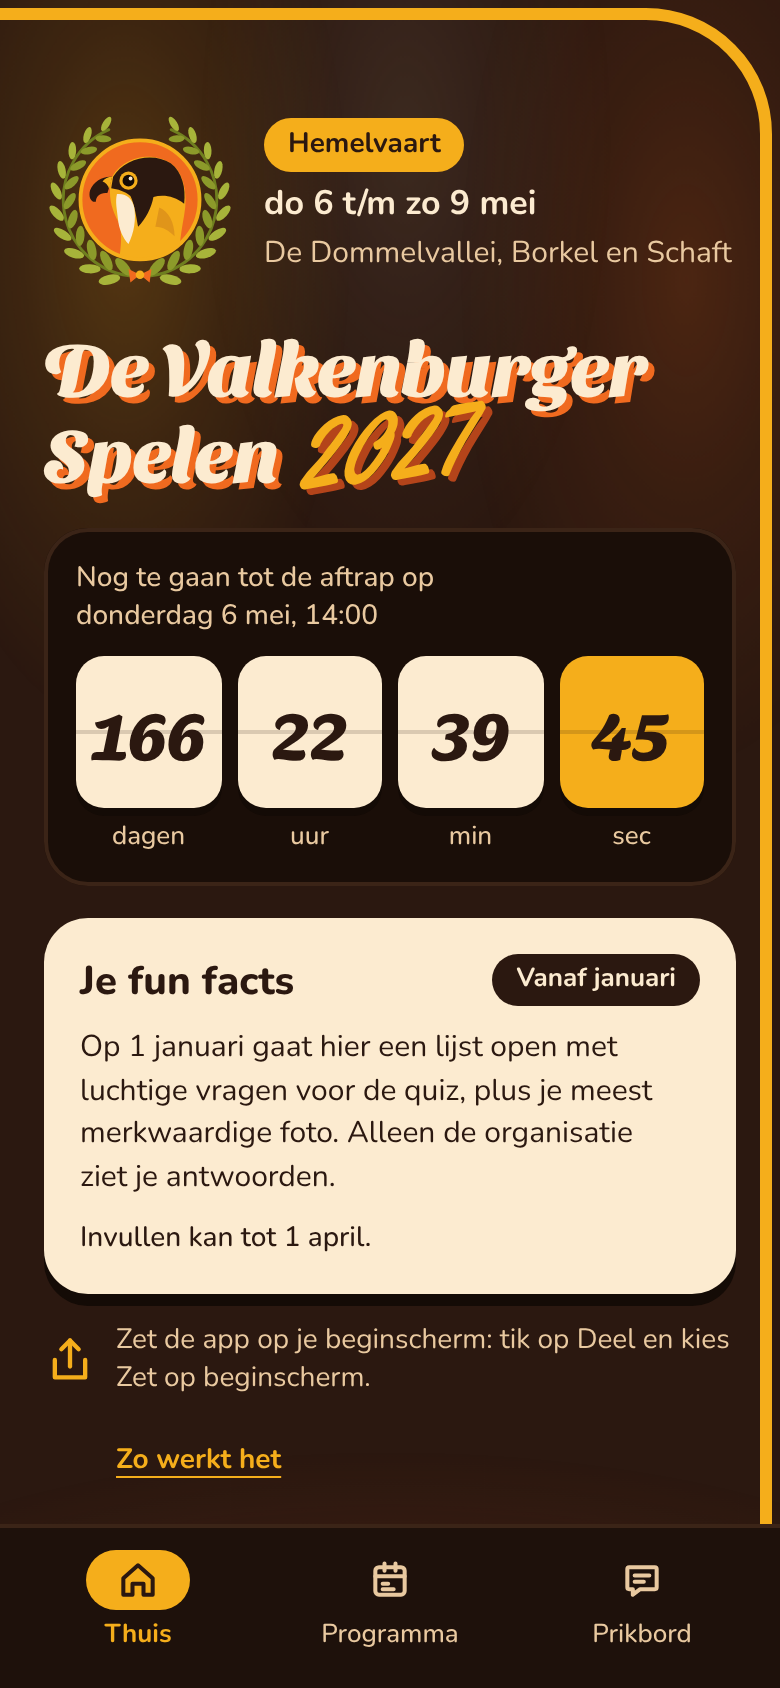 Hemelvaart
do 6 t/m zo 9 mei
De Dommelvallei, Borkel en Schaft
De Valkenburger
Spelen 2027
Nog te gaan tot de aftrap op
donderdag 6 mei, 14:00
166 22 39 45
dagen uur min sec
Je fun facts
Vanaf januari
Op 1 januari gaat hier een lijst open met
luchtige vragen voor de quiz, plus je meest
merkwaardige foto. Alleen de organisatie
ziet je antwoorden.
Invullen kan tot 1 april.
Zet de app op je beginscherm: tik op Deel en kies
Zet op beginscherm.
Zo werkt het
Thuis Programma Prikbord